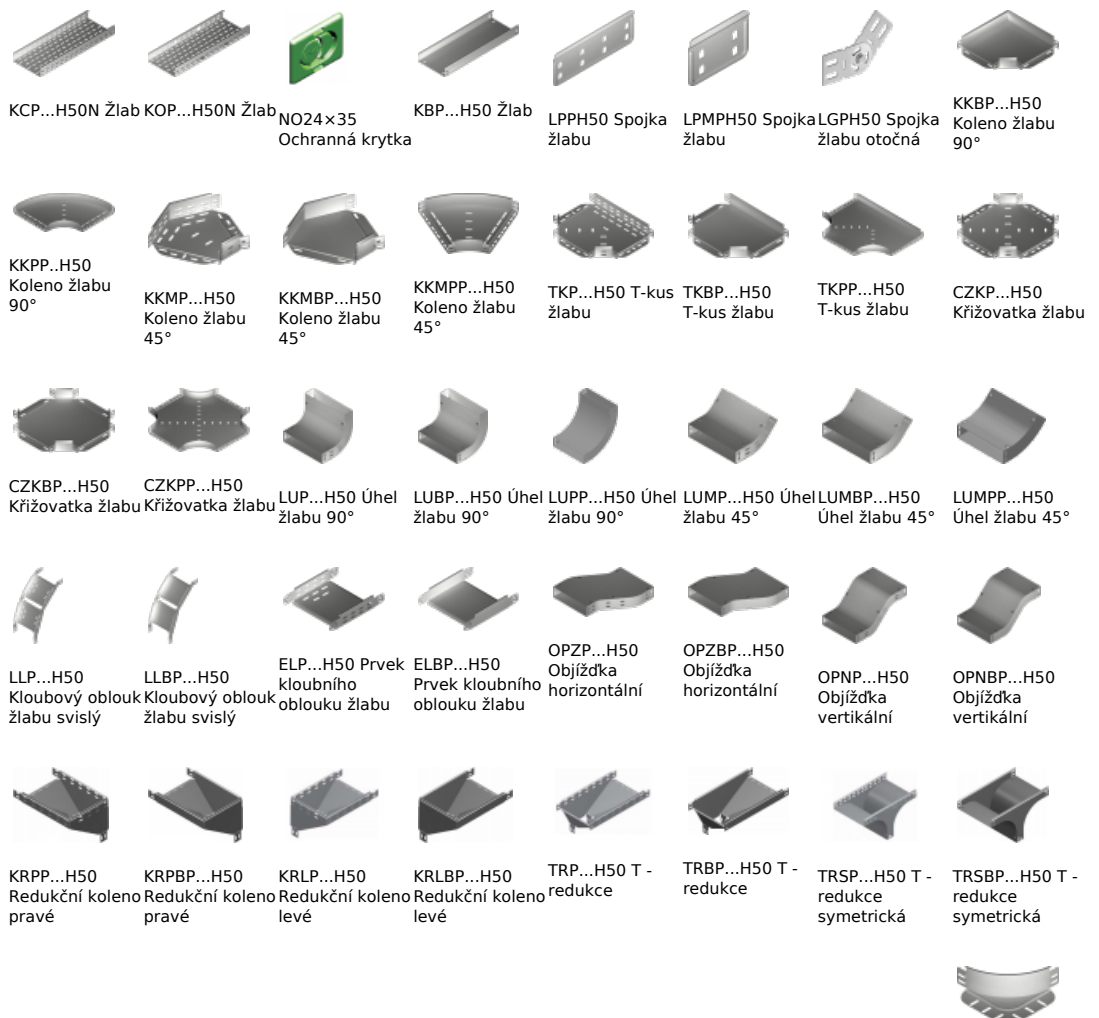 KCP...H50N Žlab
KOP...H50N Žlab
NO24×35
Ochranná krytka
KBP...H50 Žlab
LPPH50 Spojka
žlabu
LPMPH50 Spojka
žlabu
LGPH50 Spojka
žlabu otočná
KKBP...H50
Koleno žlabu
90°
KKPP..H50
Koleno žlabu
90°
KKMP...H50
Koleno žlabu
45°
KKMBP...H50
Koleno žlabu
45°
KKMPP...H50
Koleno žlabu
45°
TKP...H50 T-kus
žlabu
TKBP...H50
T-kus žlabu
TKPP...H50
T-kus žlabu
CZKP...H50
Křižovatka žlabu
CZKBP...H50
Křižovatka žlabu
CZKPP...H50
Křižovatka žlabu
LUP...H50 Úhel
žlabu 90°
LUBP...H50 Úhel
žlabu 90°
LUPP...H50 Úhel
žlabu 90°
LUMP...H50 Úhel
žlabu 45°
LUMBP...H50
Úhel žlabu 45°
LUMPP...H50
Úhel žlabu 45°
LLP...H50
Kloubový oblouk
žlabu svislý
LLBP...H50
Kloubový oblouk
žlabu svislý
ELP...H50 Prvek
kloubního
oblouku žlabu
ELBP...H50
Prvek kloubního
oblouku žlabu
OPZP...H50
Objížďka
horizontální
OPZBP...H50
Objížďka
horizontální
OPNP...H50
Objížďka
vertikální
OPNBP...H50
Objížďka
vertikální
KRPP...H50
Redukční koleno
pravé
KRPBP...H50
Redukční koleno
pravé
KRLP...H50
Redukční koleno
levé
KRLBP...H50
Redukční koleno
levé
TRP...H50 T -
redukce
TRBP...H50 T -
redukce
TRSP...H50 T -
redukce
symetrická
TRSBP...H50 T -
redukce
symetrická